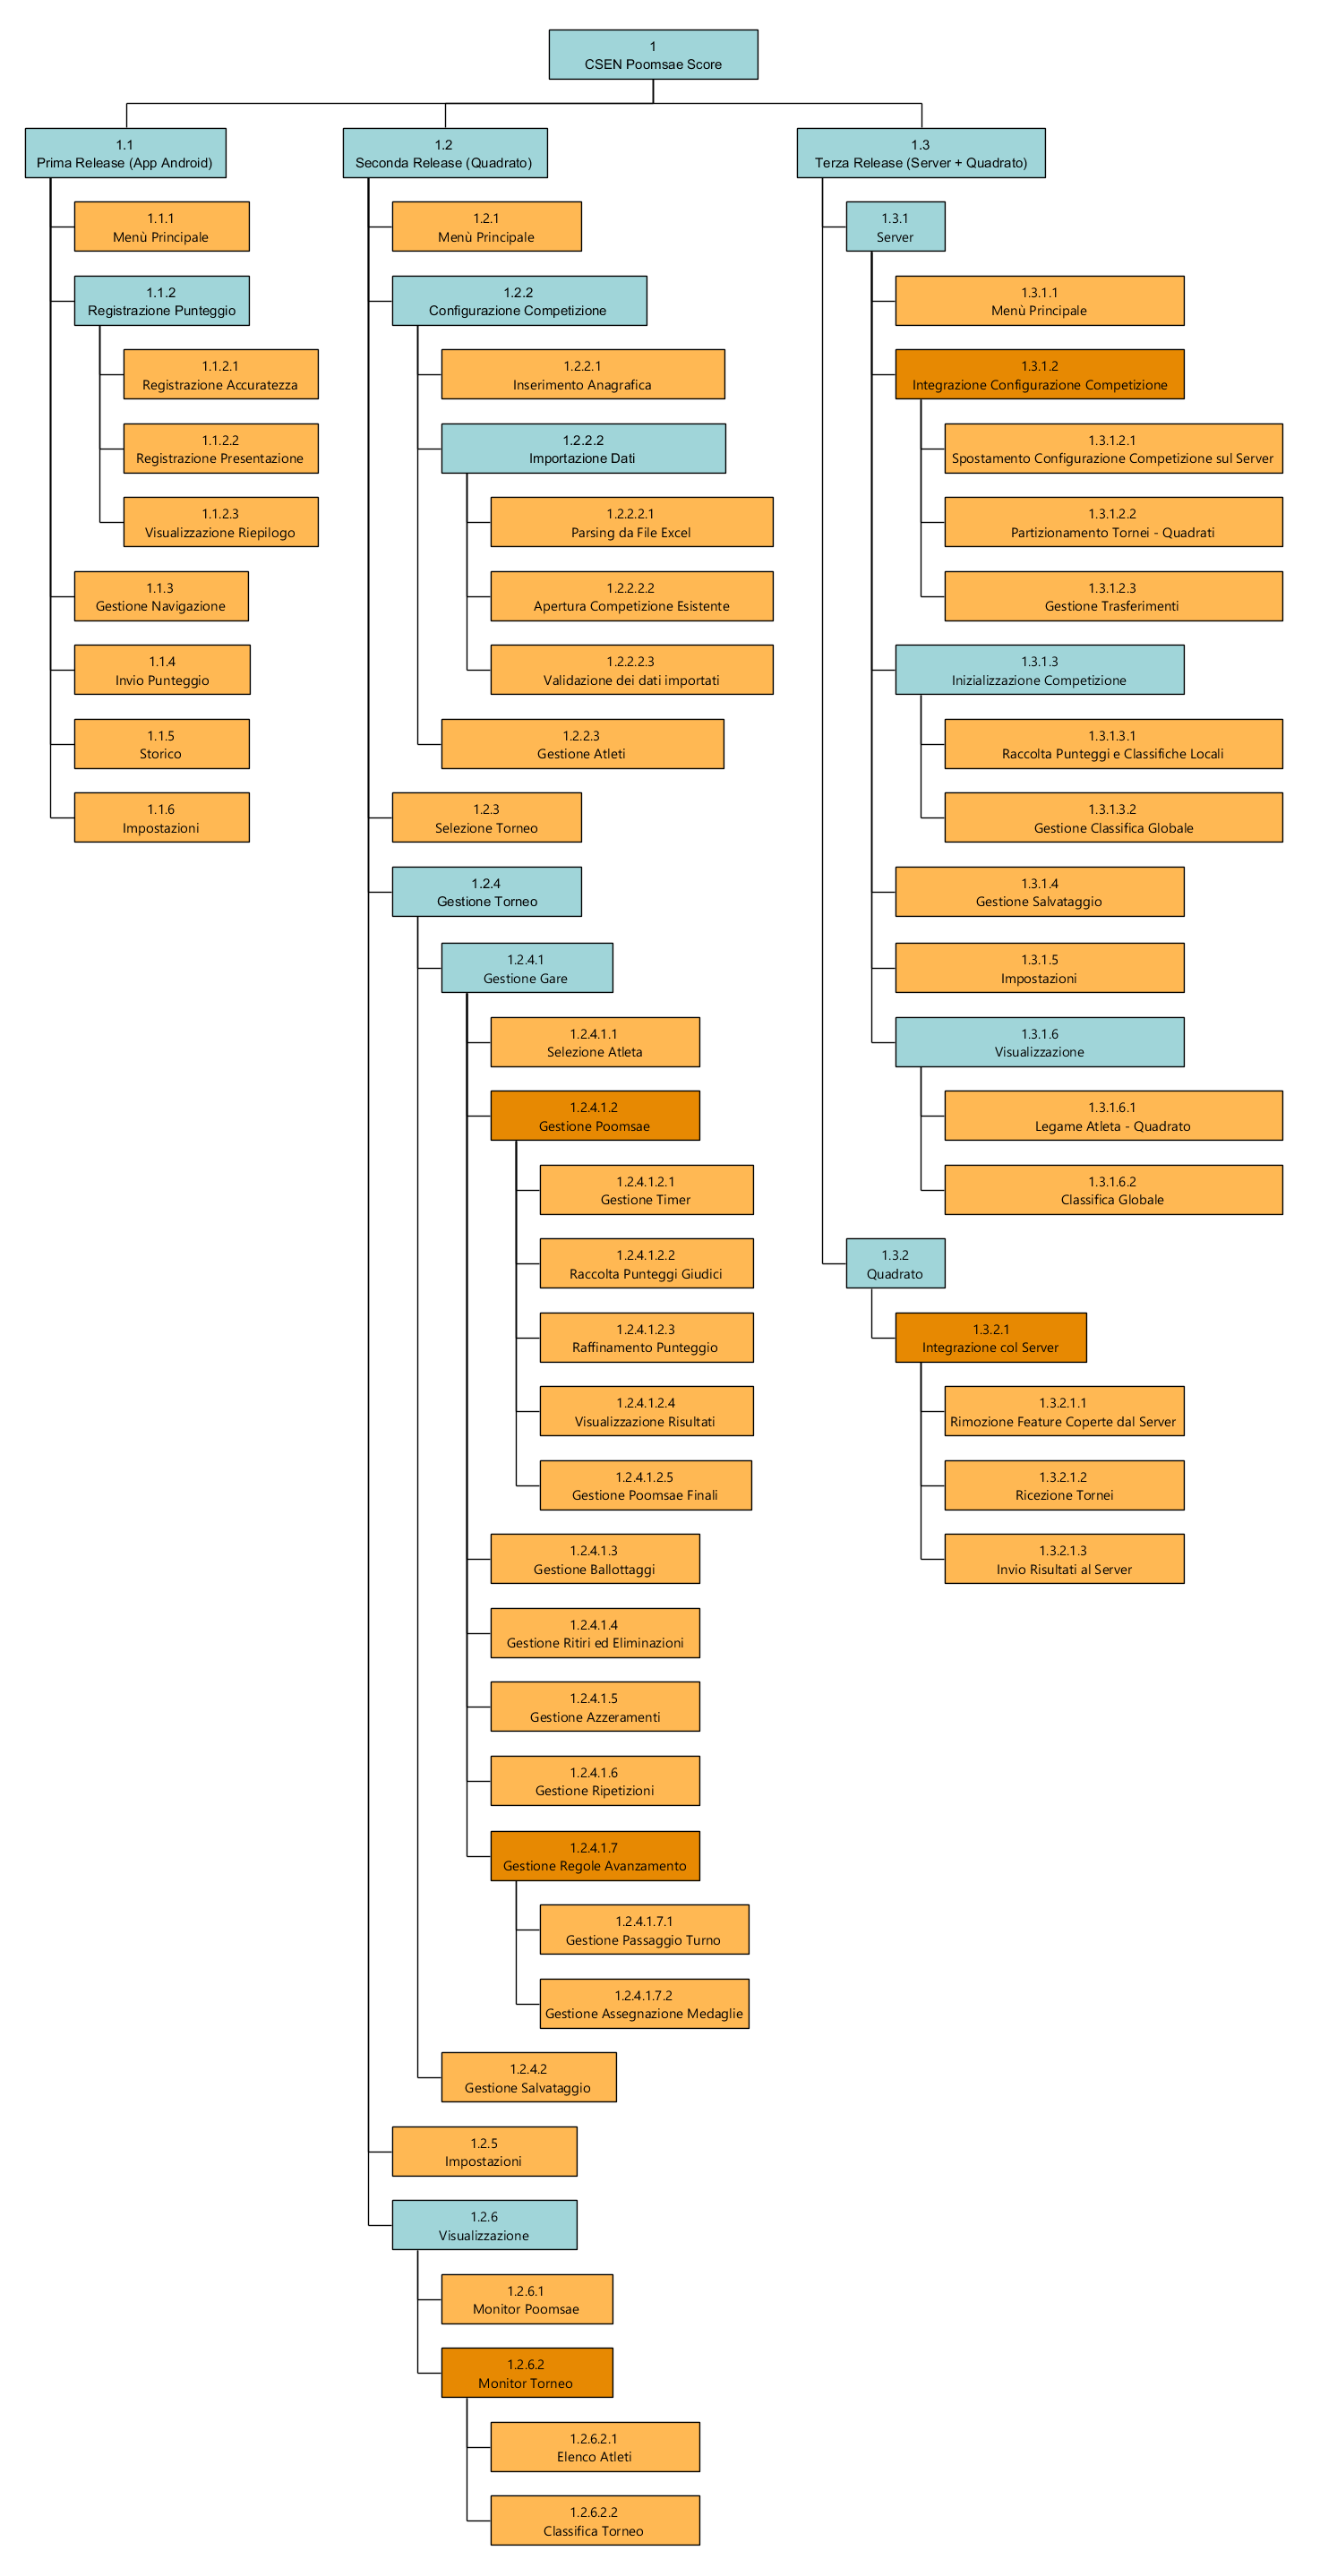 1
CSEN Poomsae Score
1.1
Prima Release (App Android)
1.1.1
Menù Principale
1.1.2
Registrazione Punteggio
1.1.2.1
Registrazione Accuratezza
1.1.2.2
Registrazione Presentazione
1.1.2.3
Visualizzazione Riepilogo
1.1.3
Gestione Navigazione
1.1.4
Invio Punteggio
1.1.5
Storico
1.1.6
Impostazioni
1.2
Seconda Release (Quadrato)
1.2.1
Menù Principale
1.2.2
Configurazione Competizione
1.2.2.1
Inserimento Anagrafica
1.2.2.2
Importazione Dati
1.2.2.2.1
Parsing da File Excel
1.2.2.2.2
Apertura Competizione Esistente
1.2.2.2.3
Validazione dei dati importati
1.2.2.3
Gestione Atleti
1.2.3
Selezione Torneo
1.2.4
Gestione Torneo
1.2.4.1
Gestione Gare
1.2.4.1.1
Selezione Atleta
1.2.4.1.2
Gestione Poomsae
1.2.4.1.2.1
Gestione Timer
1.2.4.1.2.2
Raccolta Punteggi Giudici
1.2.4.1.2.3
Raffinamento Punteggio
1.2.4.1.2.4
Visualizzazione Risultati
1.2.4.1.2.5
Gestione Poomsae Finali
1.2.4.1.3
Gestione Ballottaggi
1.2.4.1.4
Gestione Ritiri ed Eliminazioni
1.2.4.1.5
Gestione Azzeramenti
1.2.4.1.6
Gestione Ripetizioni
1.2.4.1.7
Gestione Regole Avanzamento
1.2.4.1.7.1
Gestione Passaggio Turno
1.2.4.1.7.2
Gestione Assegnazione Medaglie
1.2.4.2
Gestione Salvataggio
1.2.5
Impostazioni
1.2.6
Visualizzazione
1.2.6.1
Monitor Poomsae
1.2.6.2
Monitor Torneo
1.2.6.2.1
Elenco Atleti
1.2.6.2.2
Classifica Torneo
1.3
Terza Release (Server + Quadrato)
1.3.1
Server
1.3.1.1
Menù Principale
1.3.1.2
Integrazione Configurazione Competizione
1.3.1.2.1
Spostamento Configurazione Competizione sul Server
1.3.1.2.2
Partizionamento Tornei - Quadrati
1.3.1.2.3
Gestione Trasferimenti
1.3.1.3
Inizializzazione Competizione
1.3.1.3.1
Raccolta Punteggi e Classifiche Locali
1.3.1.3.2
Gestione Classifica Globale
1.3.1.4
Gestione Salvataggio
1.3.1.5
Impostazioni
1.3.1.6
Visualizzazione
1.3.1.6.1
Legame Atleta - Quadrato
1.3.1.6.2
Classifica Globale
1.3.2
Quadrato
1.3.2.1
Integrazione col Server
1.3.2.1.1
Rimozione Feature Coperte dal Server
1.3.2.1.2
Ricezione Tornei
1.3.2.1.3
Invio Risultati al Server